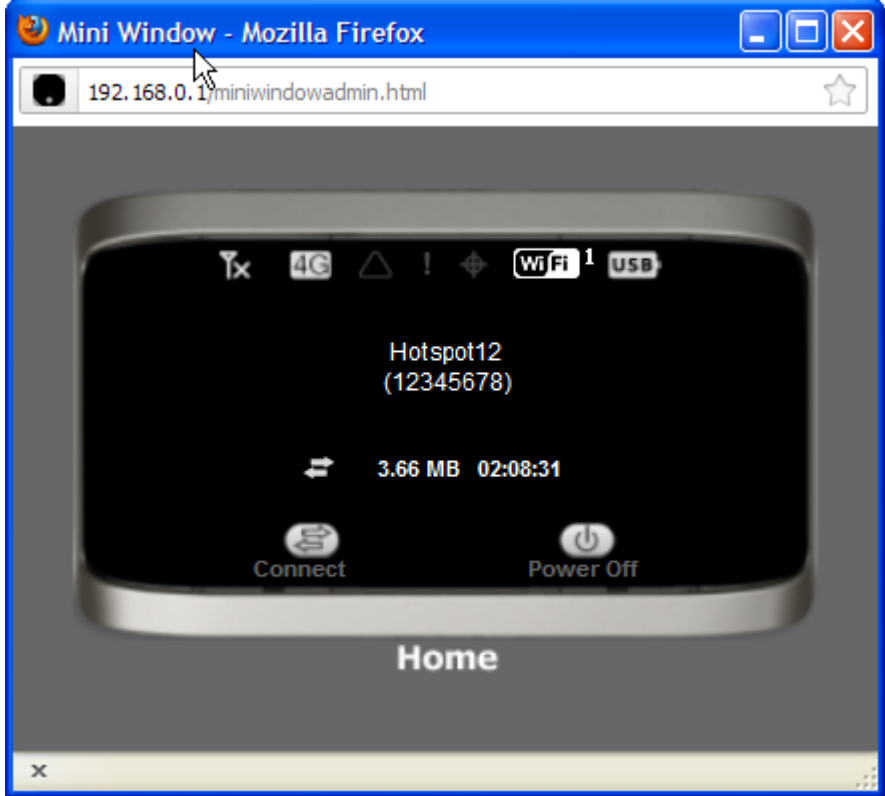 Mini Window - Mozilla Firefox
192.168.0.1/miniwindowadmin.html
4G ! WiFi 1 USB
Hotspot12
(12345678)
3.66 MB 02:08:31
Connect Power Off
Home